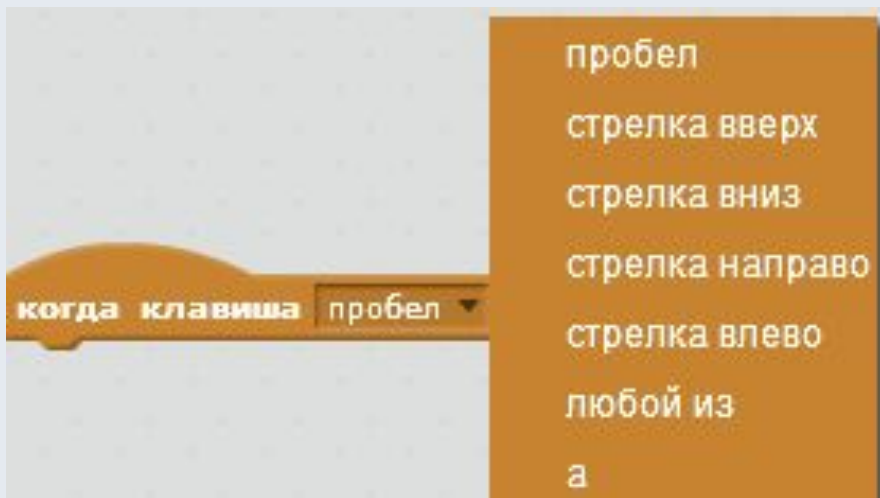 когда клавиша пробел
пробел
стрелка вверх
стрелка вниз
стрелка направо
стрелка влево
любой из
a